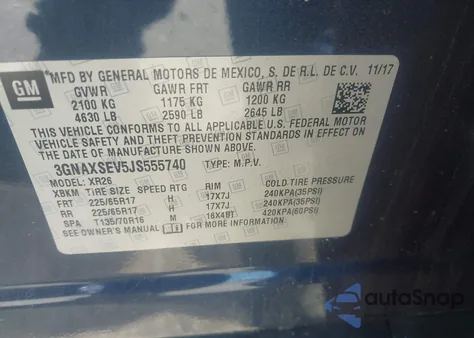 GM
*MFD BY GENERAL MOTORS DE MEXICO, S. DE R.L. DE C.V. 11/17
GVWR GAWR FRT GAWR RR
2100 KG 1175 KG 1200 KG
4630 LB 2590 LB 2645 LB
THIS VEHICLE CONFORMS TO ALL APPLICABLE U.S. FEDERAL MOTOR
VEHICLE SAFETY AND THEFT PREVENTION STANDARDS IN EFFECT ON
THE DATE OF MANUFACTURE SHOWN ABOVE.
3GNAXSEV5JS555740 TYPE: M.P.V.
MODEL: XR26
XBKM TIRE SIZE SPEED RTG RIM COLD TIRE PRESSURE
FRT 225/65R17 H 17X7J 240KPA(35PSI)
RR 225/65R17 H 17X7J 240KPA(35PSI)
SPA T135/70R16 M 16X4BT 420KPA(60PSI)
SEE OWNER'S MANUAL FOR MORE INFORMATION
autoSnap